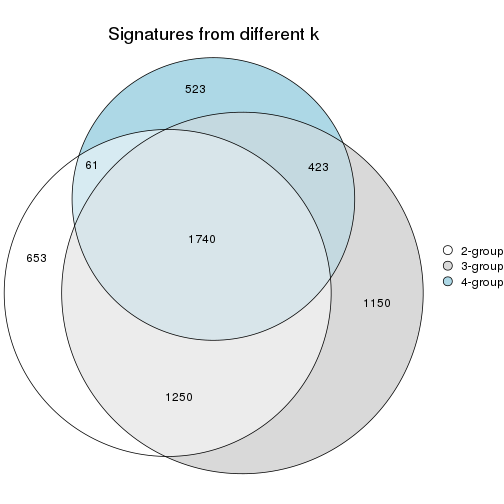 Signatures from different k
523
61
423
1740
653
2-group
3-group
4-group
1150
1250